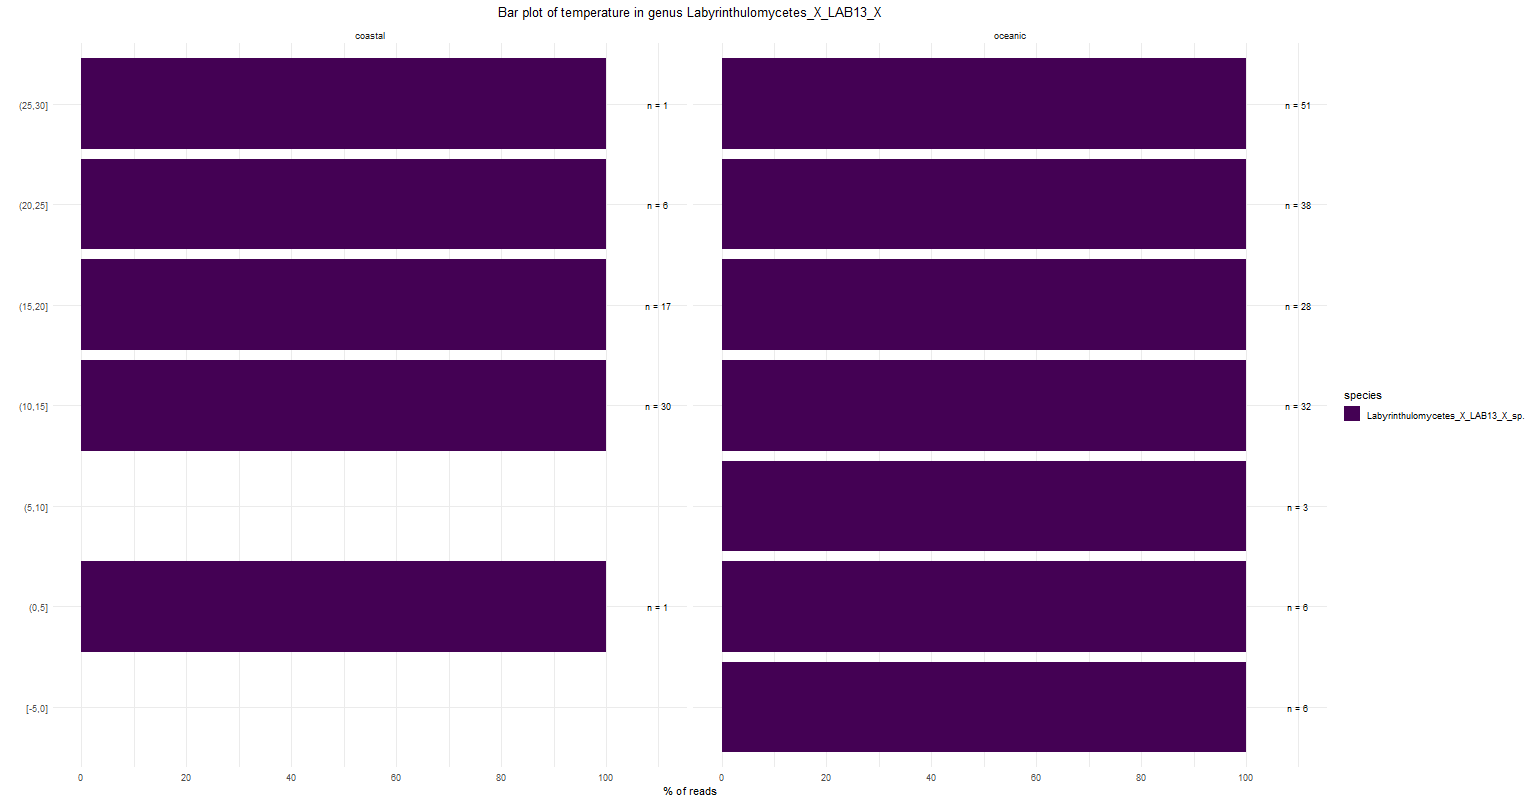 Bar plot of temperature in genus Labyrinthulomycetes_X_LAB13_X
coastal
oceanic
(25,30]
n = 1
n = 51
(20,25]
n = 6
n = 38
(15,20]
n = 17
n = 28
(10,15]
n = 30
n = 32
species
Labyrinthulomycetes_X_LAB13_X_sp.
(5,10]
n = 3
(0,5]
n = 1
n = 6
[-5,0]
n = 6
0 20 40 60 80 100
0 20 40 60 80 100
% of reads